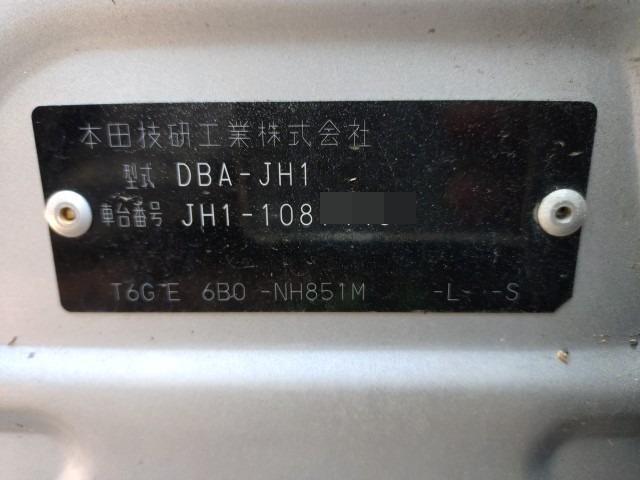 本田技研工業株式会社
型式 DBA-JH1
車台番号 JH1-108
T6G E 6B0 -NH851M -L- -S